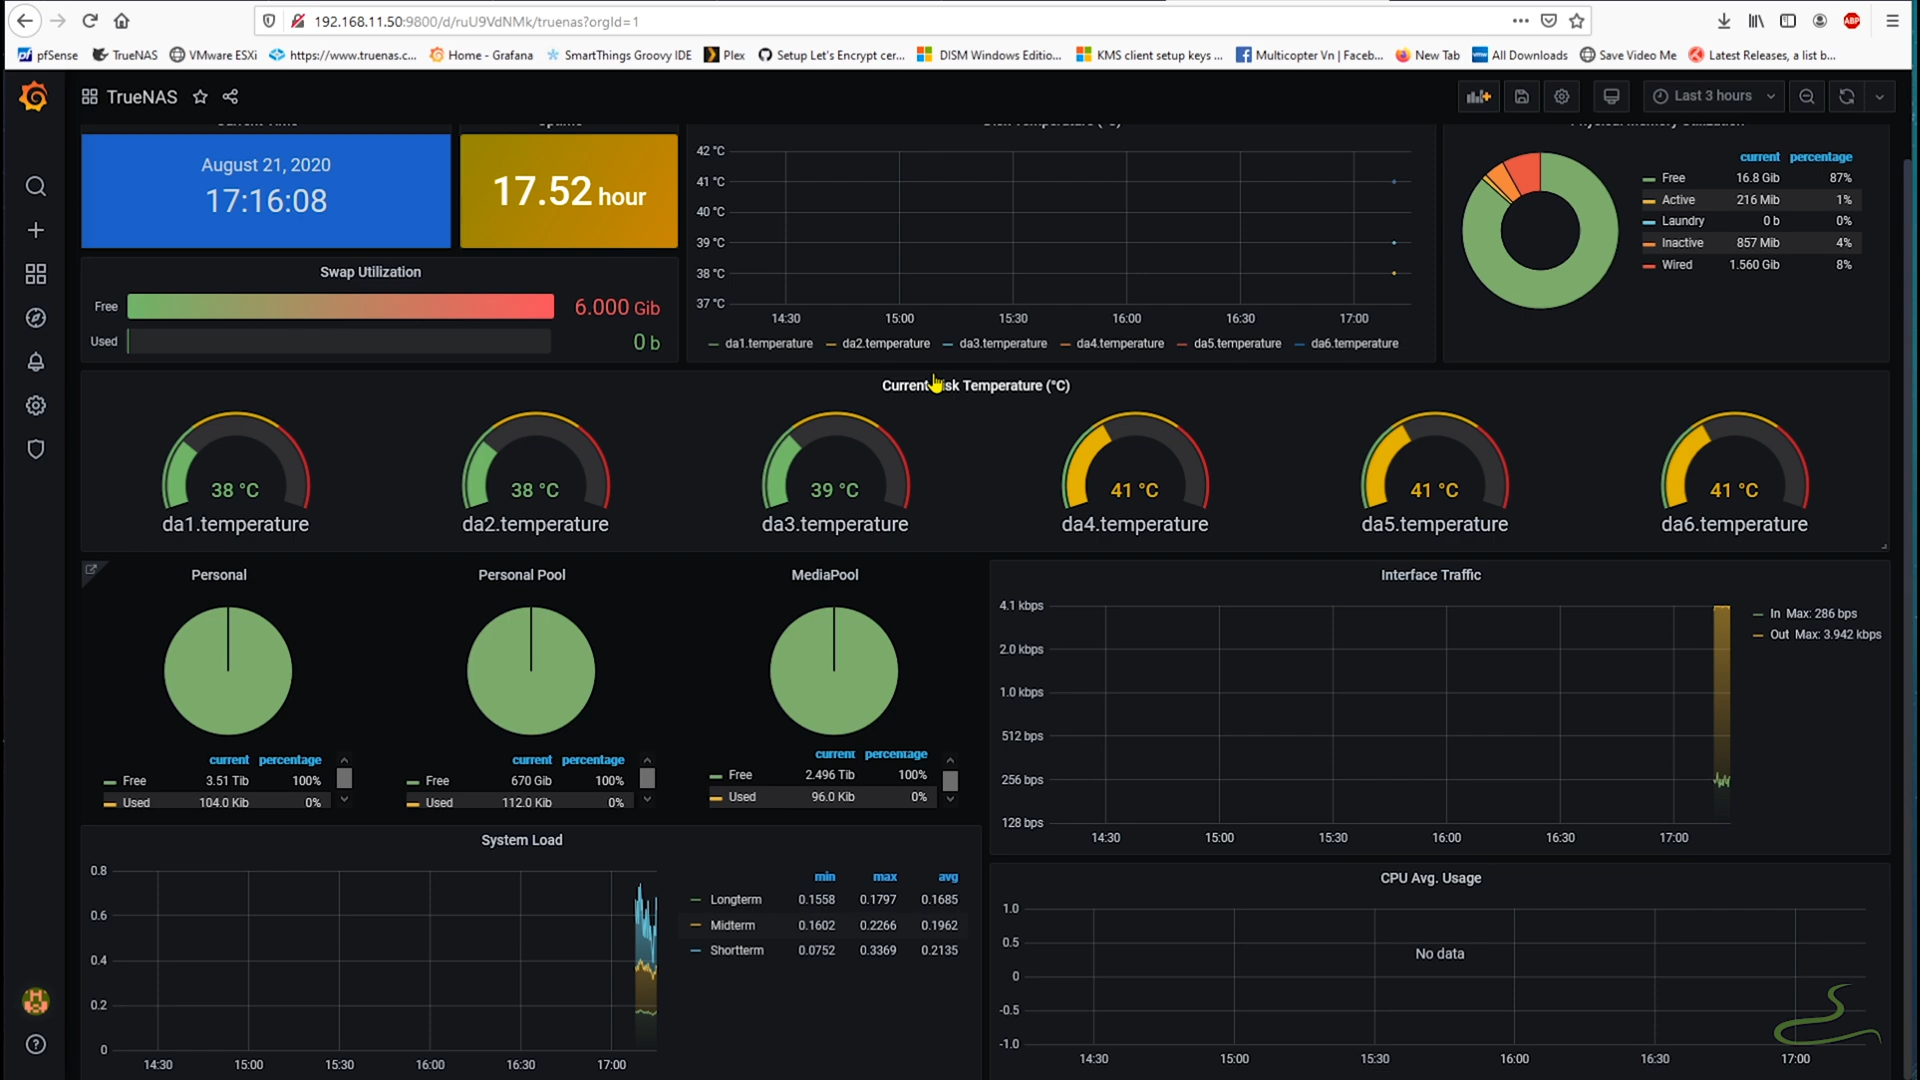 192.168.11.50:9800/d/ruU9VdNMk/truenas?orgId=1
pfSense TrueNAS VMware ESXi https://www.truenas.c... Home - Grafana SmartThings Groovy IDE Plex Setup Let's Encrypt cer... DISM Windows Editio... KMS client setup keys ... Multicopter Vn | Faceb... New Tab All Downloads Save Video Me Latest Releases, a list b...
TrueNAS
Last 3 hours
August 21, 2020
17:16:08
17.52 hour
Swap Utilization
Free 6.000 Gib
Used 0 b
42 °C
41 °C
40 °C
39 °C
38 °C
37 °C
14:30 15:00 15:30 16:00 16:30 17:00
da1.temperature da2.temperature da3.temperature da4.temperature da5.temperature da6.temperature
current percentage
Free 16.8 Gib 87%
Active 216 Mib 1%
Laundry 0 b 0%
Inactive 857 Mib 4%
Wired 1.560 Gib 8%
Current sk Temperature (°C)
38 °C 38 °C 39 °C 41 °C 41 °C 41 °C
da1.temperature da2.temperature da3.temperature da4.temperature da5.temperature da6.temperature
Personal
current percentage
Free 3.51 Tib 100%
Used 104.0 Kib 0%
Personal Pool
current percentage
Free 670 Gib 100%
Used 112.0 Kib 0%
MediaPool
current percentage
Free 2.496 Tib 100%
Used 96.0 Kib 0%
Interface Traffic
4.1 kbps
2.0 kbps
1.0 kbps
512 bps
256 bps
128 bps
14:30 15:00 15:30 16:00 16:30 17:00
In Max: 286 bps
Out Max: 3.942 kbps
System Load
0.8
0.6
0.4
0.2
0
14:30 15:00 15:30 16:00 16:30 17:00
min max avg
Longterm 0.1558 0.1797 0.1685
Midterm 0.1602 0.2266 0.1962
Shortterm 0.0752 0.3369 0.2135
CPU Avg. Usage
1.0
0.5
0
-0.5
-1.0
No data
14:30 15:00 15:30 16:00 16:30 17:00